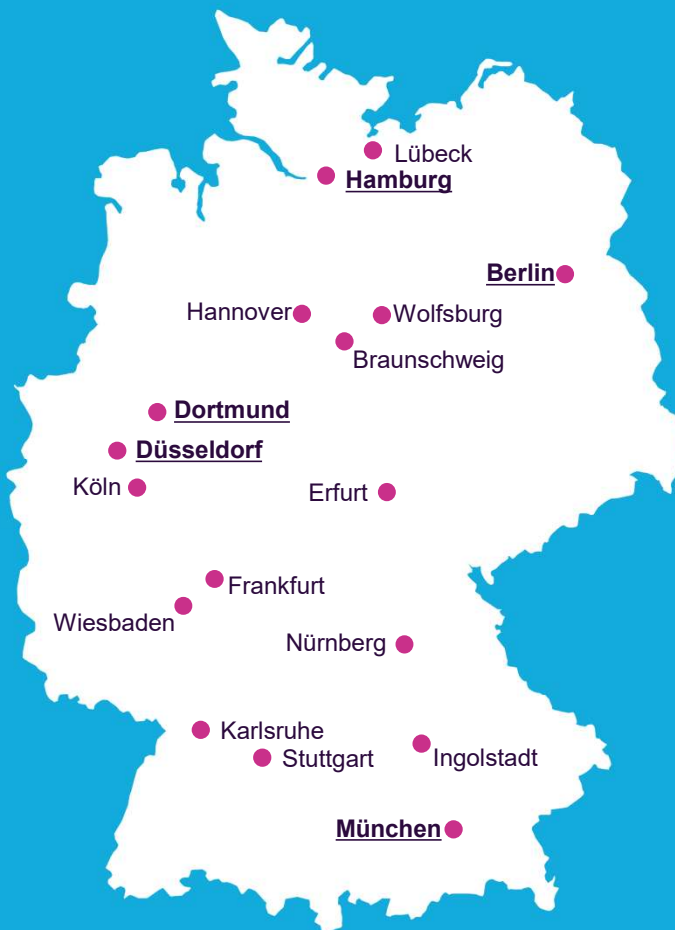 Lübeck
Hamburg
Berlin
Hannover
Wolfsburg
Braunschweig
Dortmund
Düsseldorf
Köln
Erfurt
Frankfurt
Wiesbaden
Nürnberg
Karlsruhe
Stuttgart
Ingolstadt
München